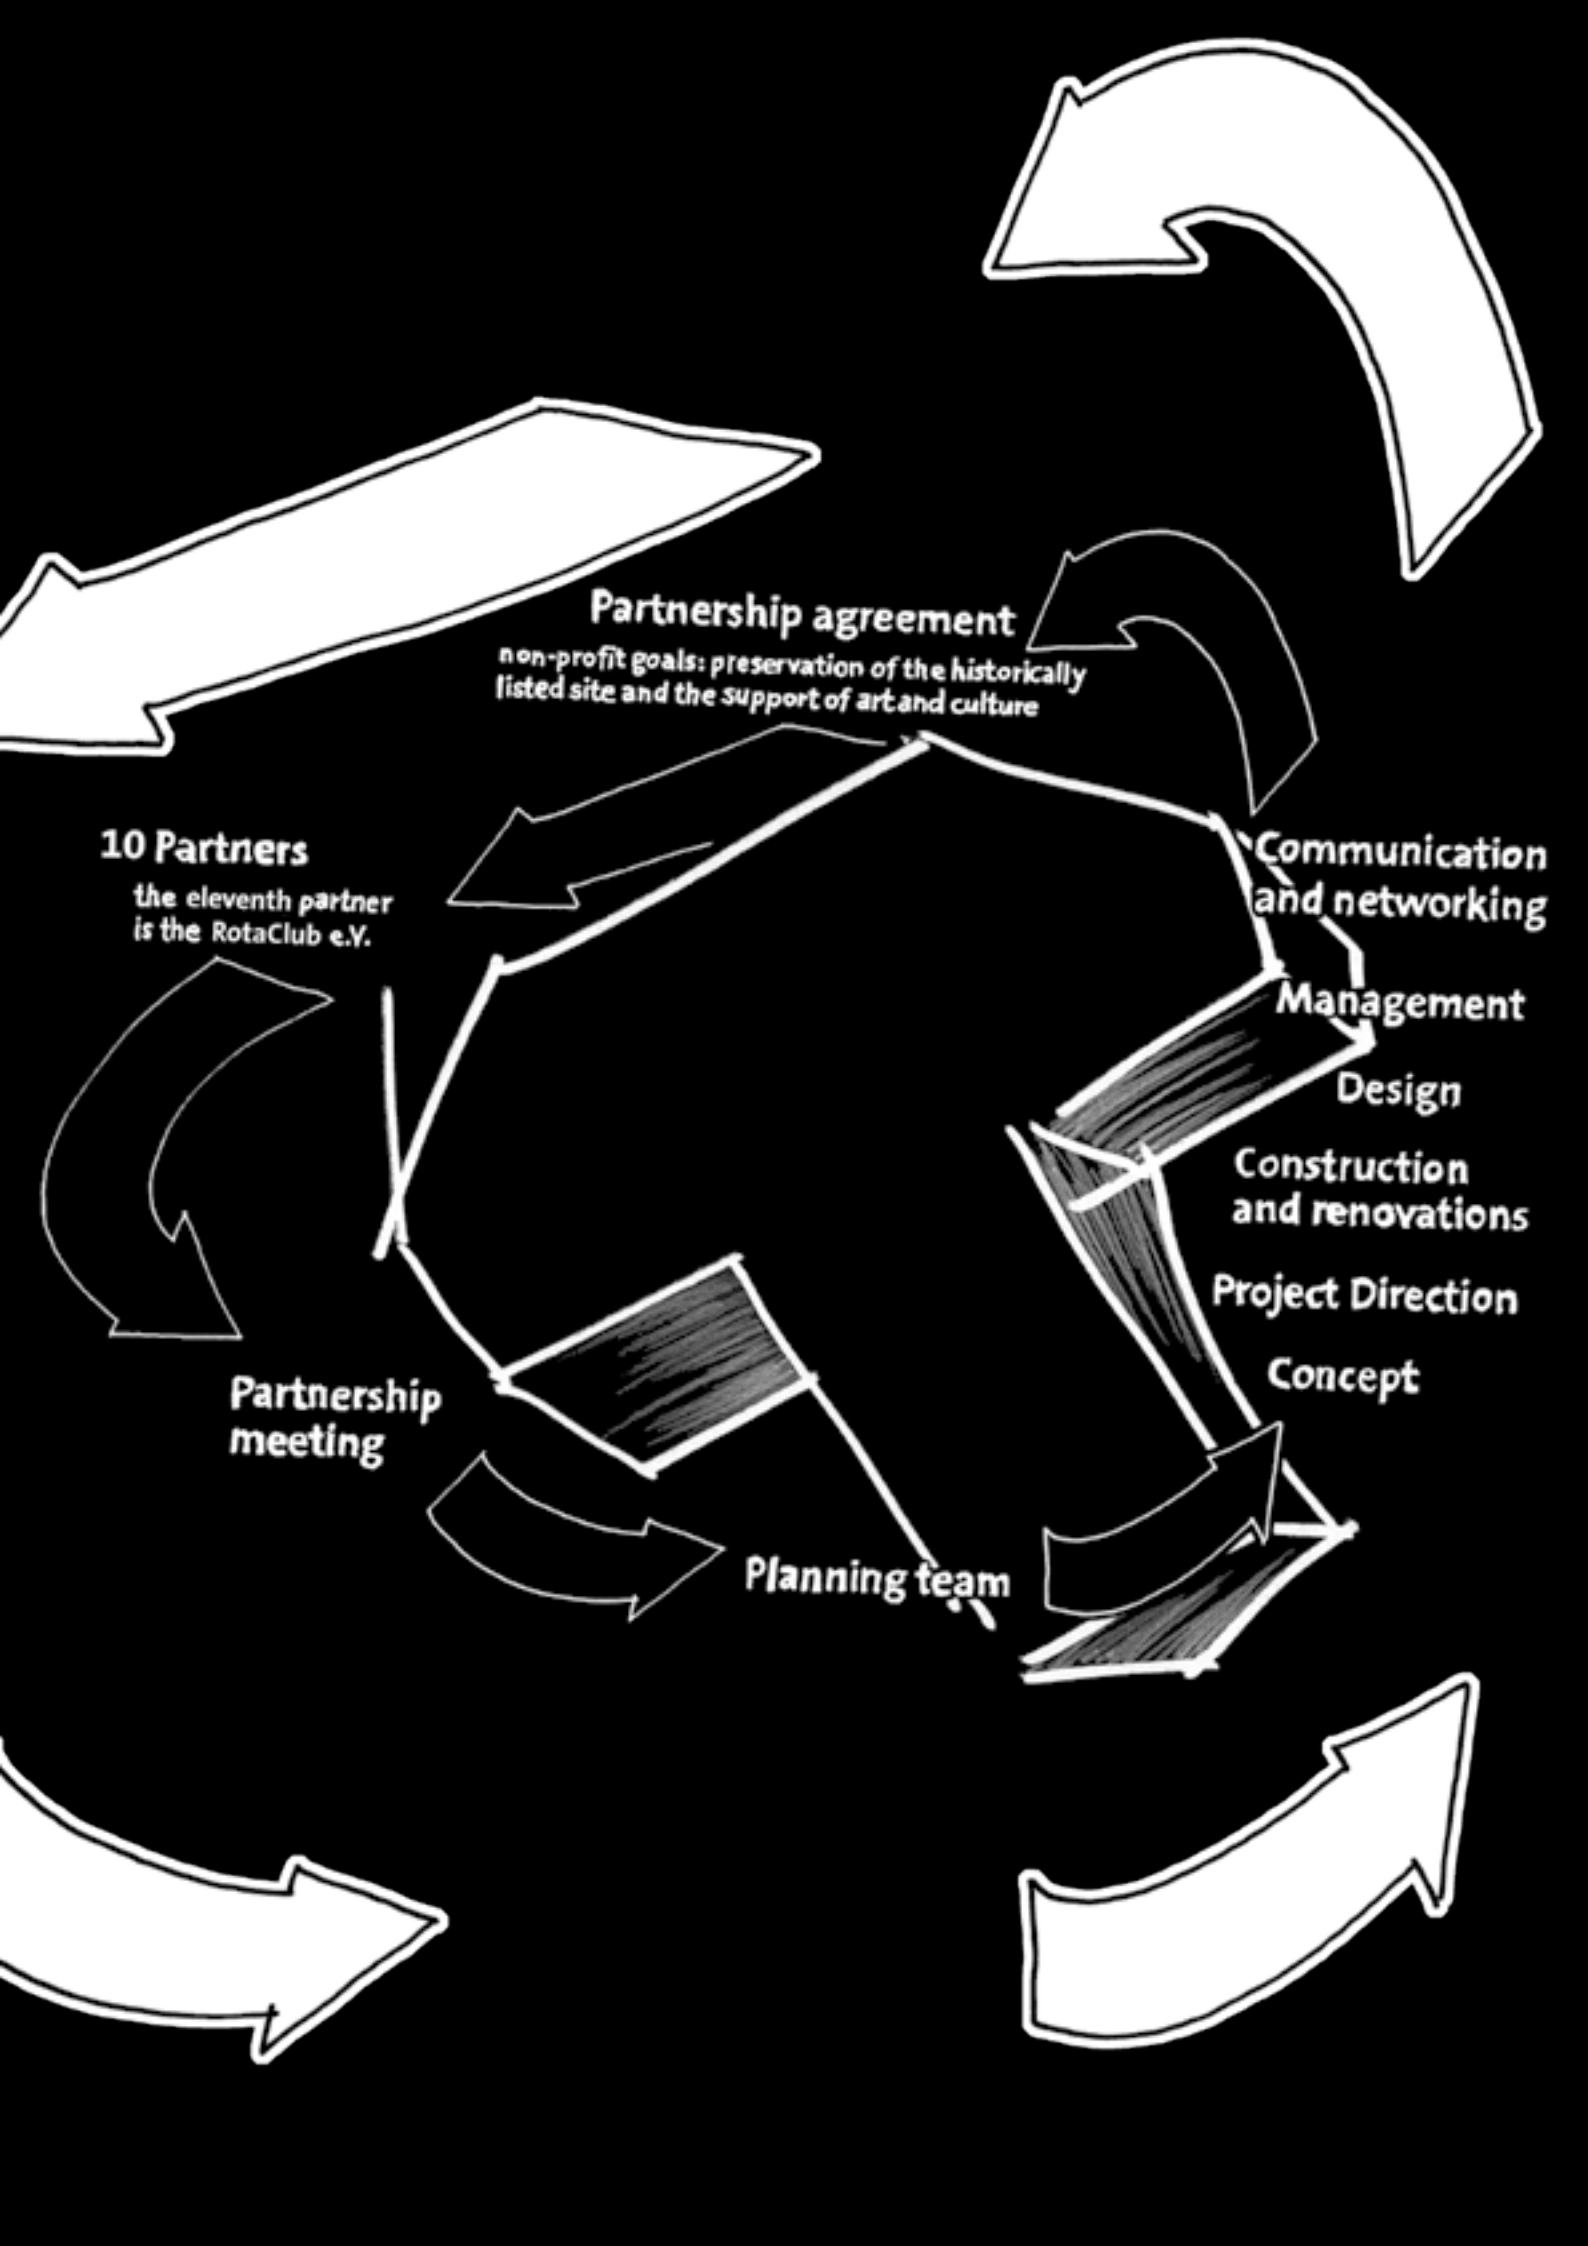 Partnership agreement
non-profit goals: preservation of the historically
listed site and the support of art and culture
10 Partners
the eleventh partner
is the RotaClub e.V.
Communication
and networking
Management
Design
Construction
and renovations
Project Direction
Concept
Partnership
meeting
Planning team